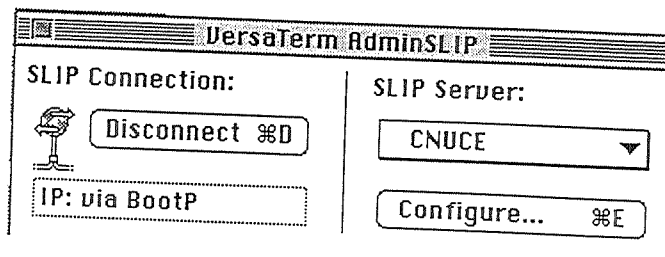 VersaTerm AdminSLIP
SLIP Connection:
Disconnect ⌘D
IP: via BootP
SLIP Server:
CNUCE
Configure... ⌘E